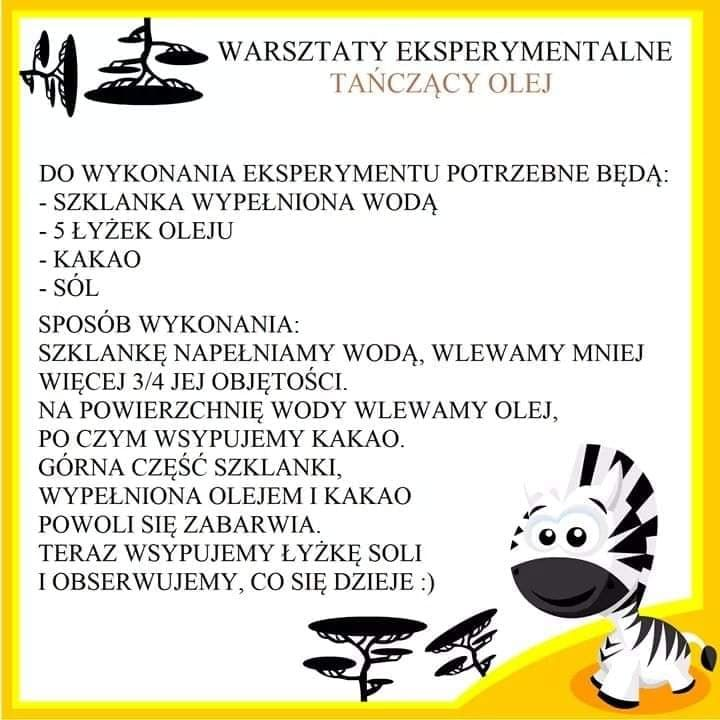 WARSZTATY EKSPERYMENTALNE
TAŃCZĄCY OLEJ
DO WYKONANIA EKSPERYMENTU POTRZEBNE BĘDĄ:
- SZKLANKA WYPEŁNIONA WODĄ
- 5 ŁYŻEK OLEJU
- KAKAO
- SÓL
SPOSÓB WYKONANIA:
SZKLANKĘ NAPEŁNIAMY WODĄ, WLEWAMY MNIEJ
WIĘCEJ 3/4 JEJ OBJĘTOŚCI.
NA POWIERZCHNIĘ WODY WLEWAMY OLEJ,
PO CZYM WSYPUJEMY KAKAO.
GÓRNA CZĘŚĆ SZKLANKI,
WYPEŁNIONA OLEJEM I KAKAO
POWOLI SIĘ ZABARWIA.
TERAZ WSYPUJEMY ŁYŻKĘ SOLI
I OBSERWUJEMY, CO SIĘ DZIEJE :)